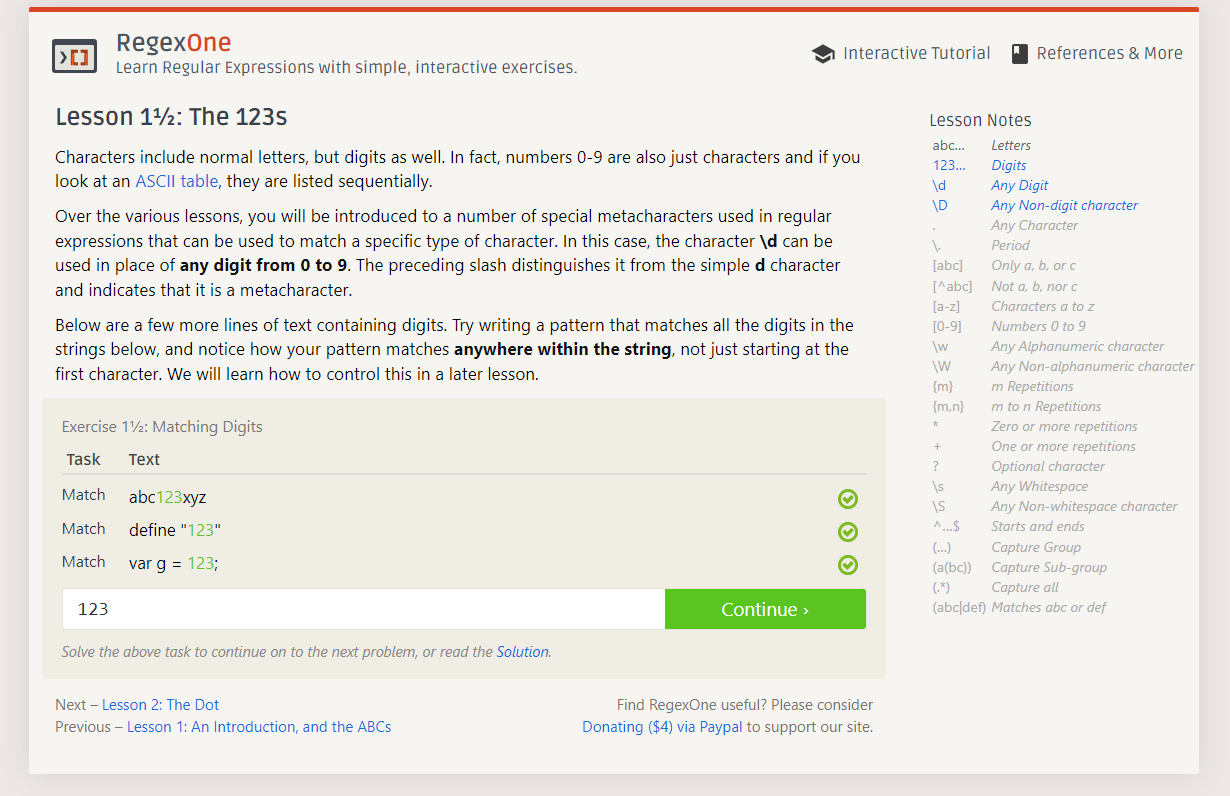 RegexOne
Learn Regular Expressions with simple, interactive exercises.
Interactive Tutorial
References & More
Lesson 1½: The 123s
Characters include normal letters, but digits as well. In fact, numbers 0-9 are also just characters and if you
look at an ASCII table, they are listed sequentially.
Over the various lessons, you will be introduced to a number of special metacharacters used in regular
expressions that can be used to match a specific type of character. In this case, the character \d can be
used in place of any digit from 0 to 9. The preceding slash distinguishes it from the simple d character
and indicates that it is a metacharacter.
Below are a few more lines of text containing digits. Try writing a pattern that matches all the digits in the
strings below, and notice how your pattern matches anywhere within the string, not just starting at the
first character. We will learn how to control this in a later lesson.
Exercise 1½: Matching Digits
Task Text
Match abc123xyz
Match define "123"
Match var g = 123;
123
Continue ›
Solve the above task to continue on to the next problem, or read the Solution.
Next – Lesson 2: The Dot
Previous – Lesson 1: An Introduction, and the ABCs
Find RegexOne useful? Please consider
Donating ($4) via Paypal to support our site.
Lesson Notes
abc… Letters
123… Digits
\d Any Digit
\D Any Non-digit character
. Any Character
\. Period
[abc] Only a, b, or c
[^abc] Not a, b, nor c
[a-z] Characters a to z
[0-9] Numbers 0 to 9
\w Any Alphanumeric character
\W Any Non-alphanumeric character
{m} m Repetitions
{m,n} m to n Repetitions
* Zero or more repetitions
+ One or more repetitions
? Optional character
\s Any Whitespace
\S Any Non-whitespace character
^…$ Starts and ends
(…) Capture Group
(a(bc)) Capture Sub-group
(.*) Capture all
(abc|def) Matches abc or def